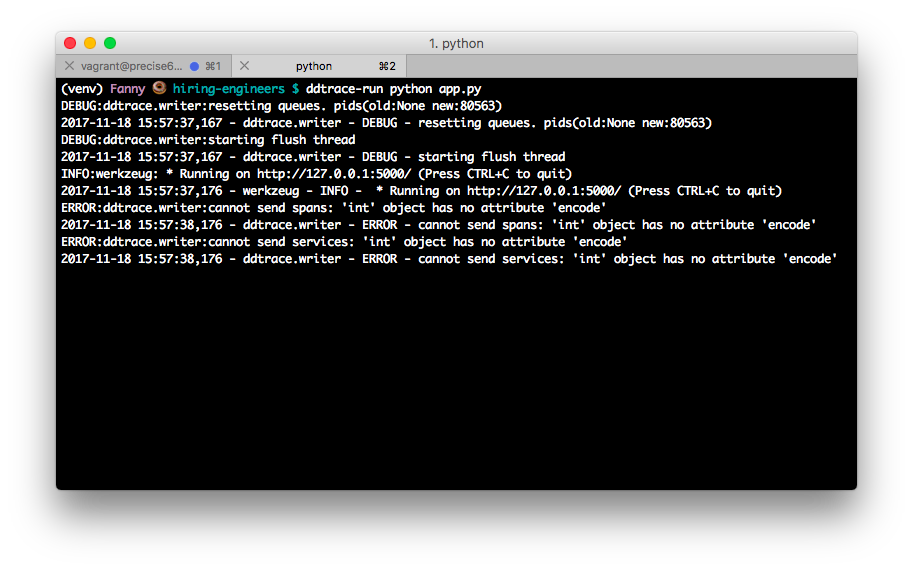 1. python
vagrant@precise6... ⌘1
python ⌘2
(venv) Fanny 🍩 hiring-engineers $ ddtrace-run python app.py
DEBUG:ddtrace.writer:resetting queues. pids(old:None new:80563)
2017-11-18 15:57:37,167 - ddtrace.writer - DEBUG - resetting queues. pids(old:None new:80563)
DEBUG:ddtrace.writer:starting flush thread
2017-11-18 15:57:37,167 - ddtrace.writer - DEBUG - starting flush thread
INFO:werkzeug: * Running on http://127.0.0.1:5000/ (Press CTRL+C to quit)
2017-11-18 15:57:37,176 - werkzeug - INFO -  * Running on http://127.0.0.1:5000/ (Press CTRL+C to quit)
ERROR:ddtrace.writer:cannot send spans: 'int' object has no attribute 'encode'
2017-11-18 15:57:38,176 - ddtrace.writer - ERROR - cannot send spans: 'int' object has no attribute 'encode'
ERROR:ddtrace.writer:cannot send services: 'int' object has no attribute 'encode'
2017-11-18 15:57:38,176 - ddtrace.writer - ERROR - cannot send services: 'int' object has no attribute 'encode'